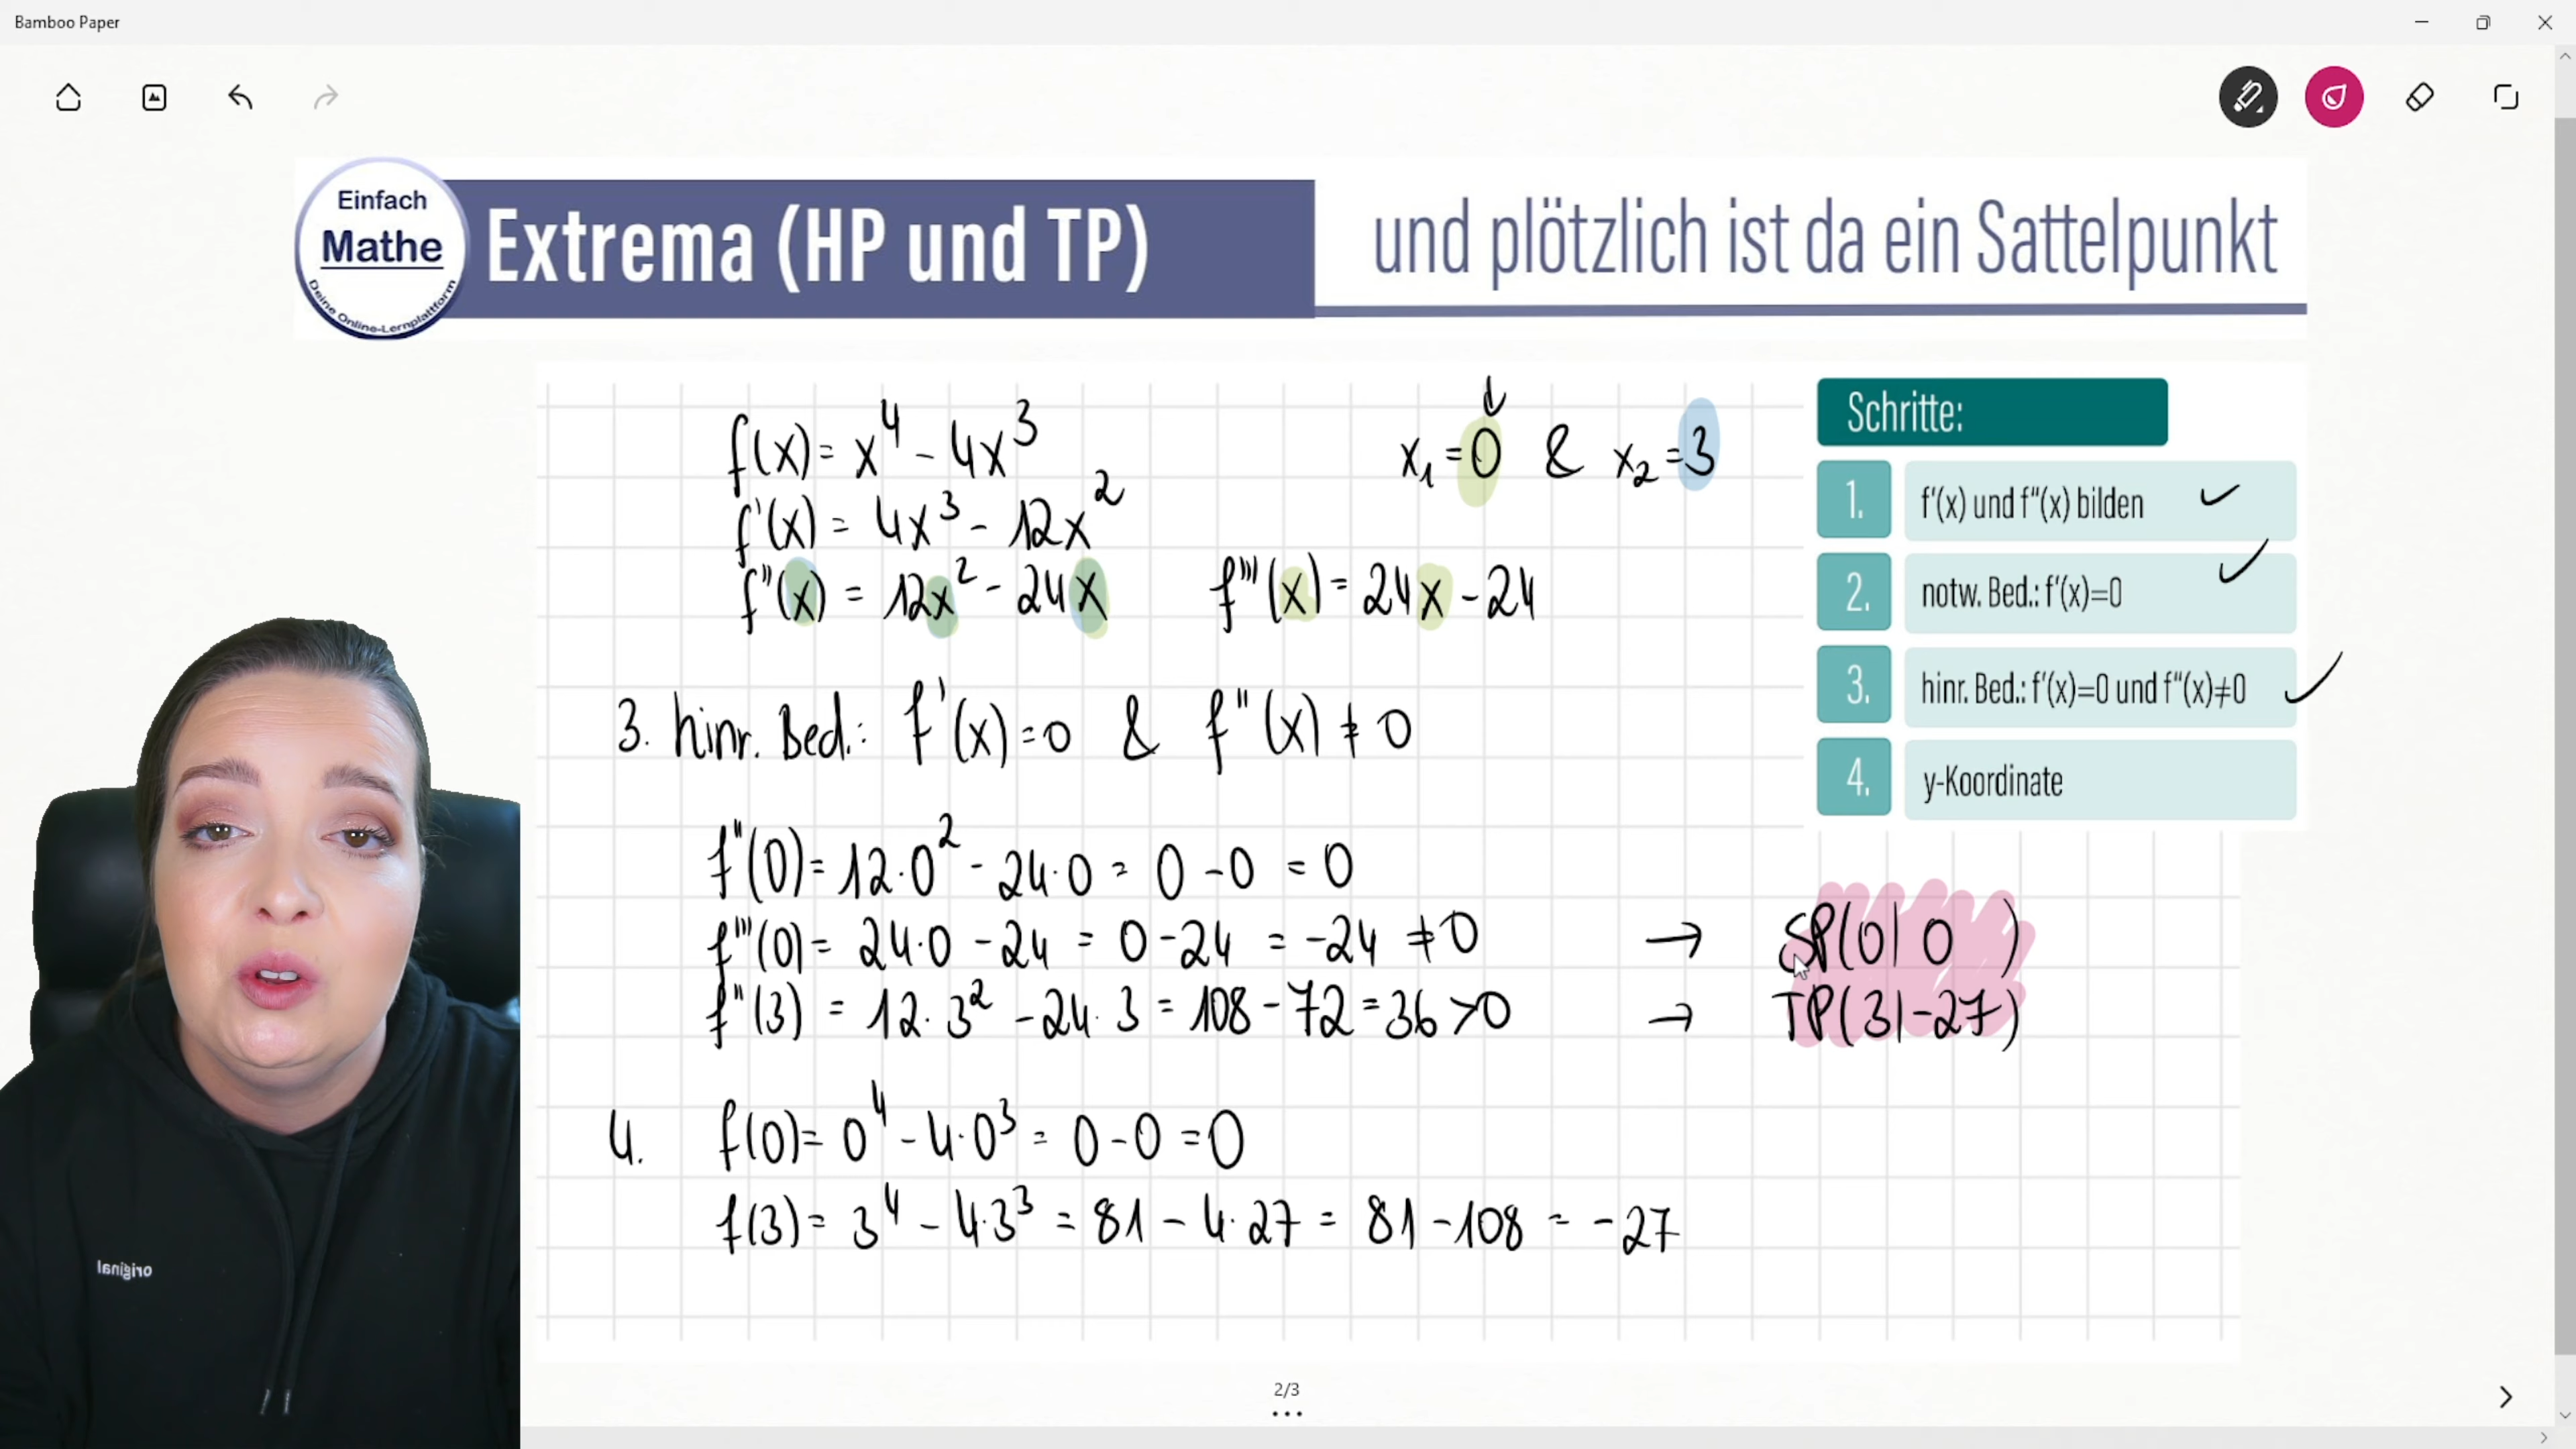 Bamboo Paper
Einfach
Mathe
Deine Online-Lernplattform
Extrema (HP und TP)
und plötzlich ist da ein Sattelpunkt
f(x) = x⁴ - 4x³
x₁ = 0 & x₂ = 3
f'(x) = 4x³ - 12x²
f''(x) = 12x² - 24x
f'''(x) = 24x - 24
Schritte:
1. f'(x) und f"(x) bilden ✓
2. notw. Bed.: f'(x)=0 ✓
3. hinr. Bed.: f'(x)=0 und f"(x)≠0 ✓
4. y-Koordinate
3. hinr. Bed.: f'(x) = 0 & f''(x) ≠ 0
f''(0) = 12·0² - 24·0 = 0 - 0 = 0
f'''(0) = 24·0 - 24 = 0 - 24 = -24 ≠ 0 → SP(0|0)
f''(3) = 12·3² - 24·3 = 108 - 72 = 36 > 0 → TP(3|-27)
4. f(0) = 0⁴ - 4·0³ = 0 - 0 = 0
f(3) = 3⁴ - 4·3³ = 81 - 4·27 = 81 - 108 = -27
original
2/3